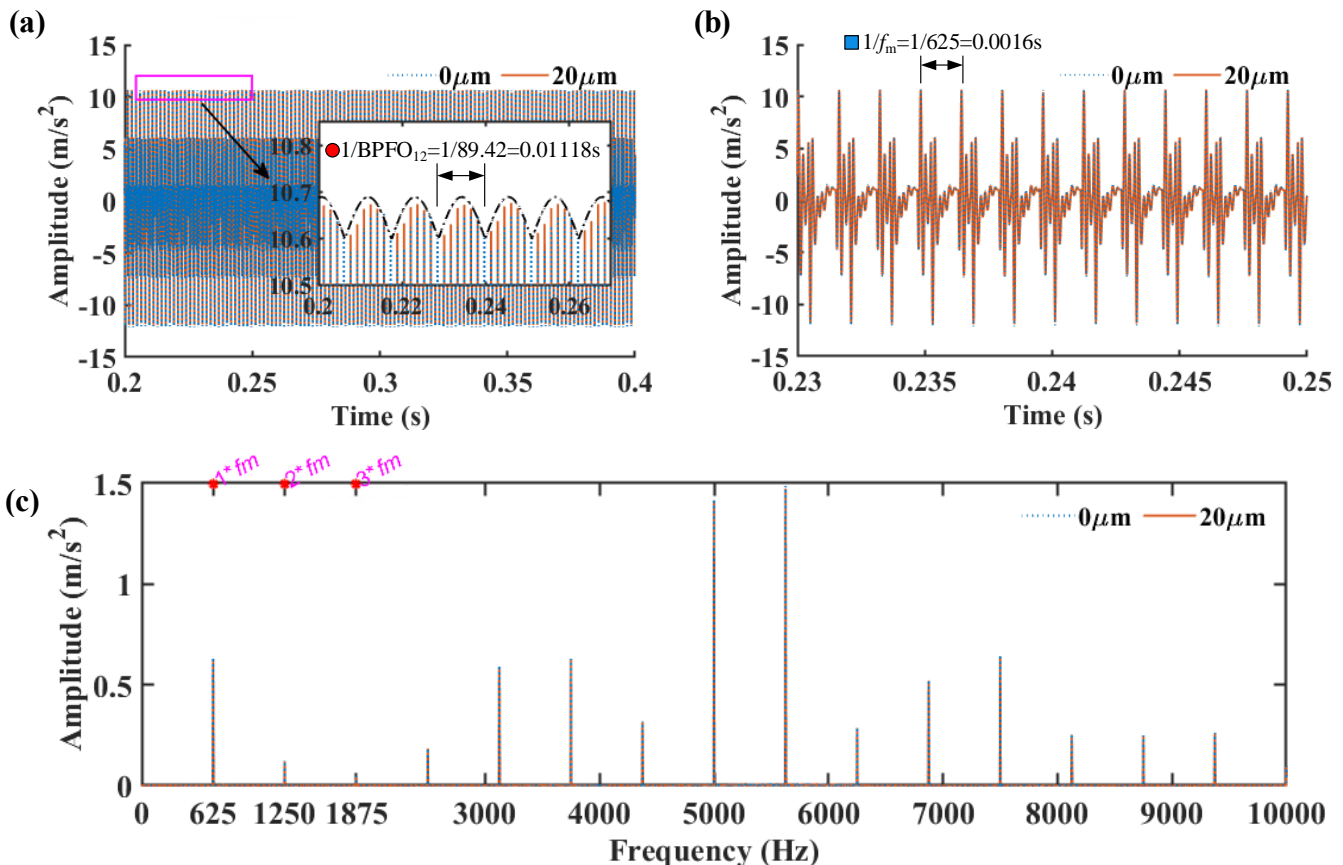 (a)
15
10
5
0
-5
-10
-15
Amplitude (m/s²)
0μm 20μm
10.8
10.7
10.6
10.5
1/BPFO₁₂=1/89.42=0.01118s
0.2 0.22 0.24 0.26
0.2 0.25 0.3 0.35 0.4
Time (s)
(b)
1/fm=1/625=0.0016s
15
10
5
0
-5
-10
-15
Amplitude (m/s²)
0μm 20μm
0.23 0.235 0.24 0.245 0.25
Time (s)
(c)
1* fm 2* fm 3* fm
1.5
1
0.5
0
Amplitude (m/s²)
0μm 20μm
0 625 1250 1875 3000 4000 5000 6000 7000 8000 9000 10000
Frequency (Hz)